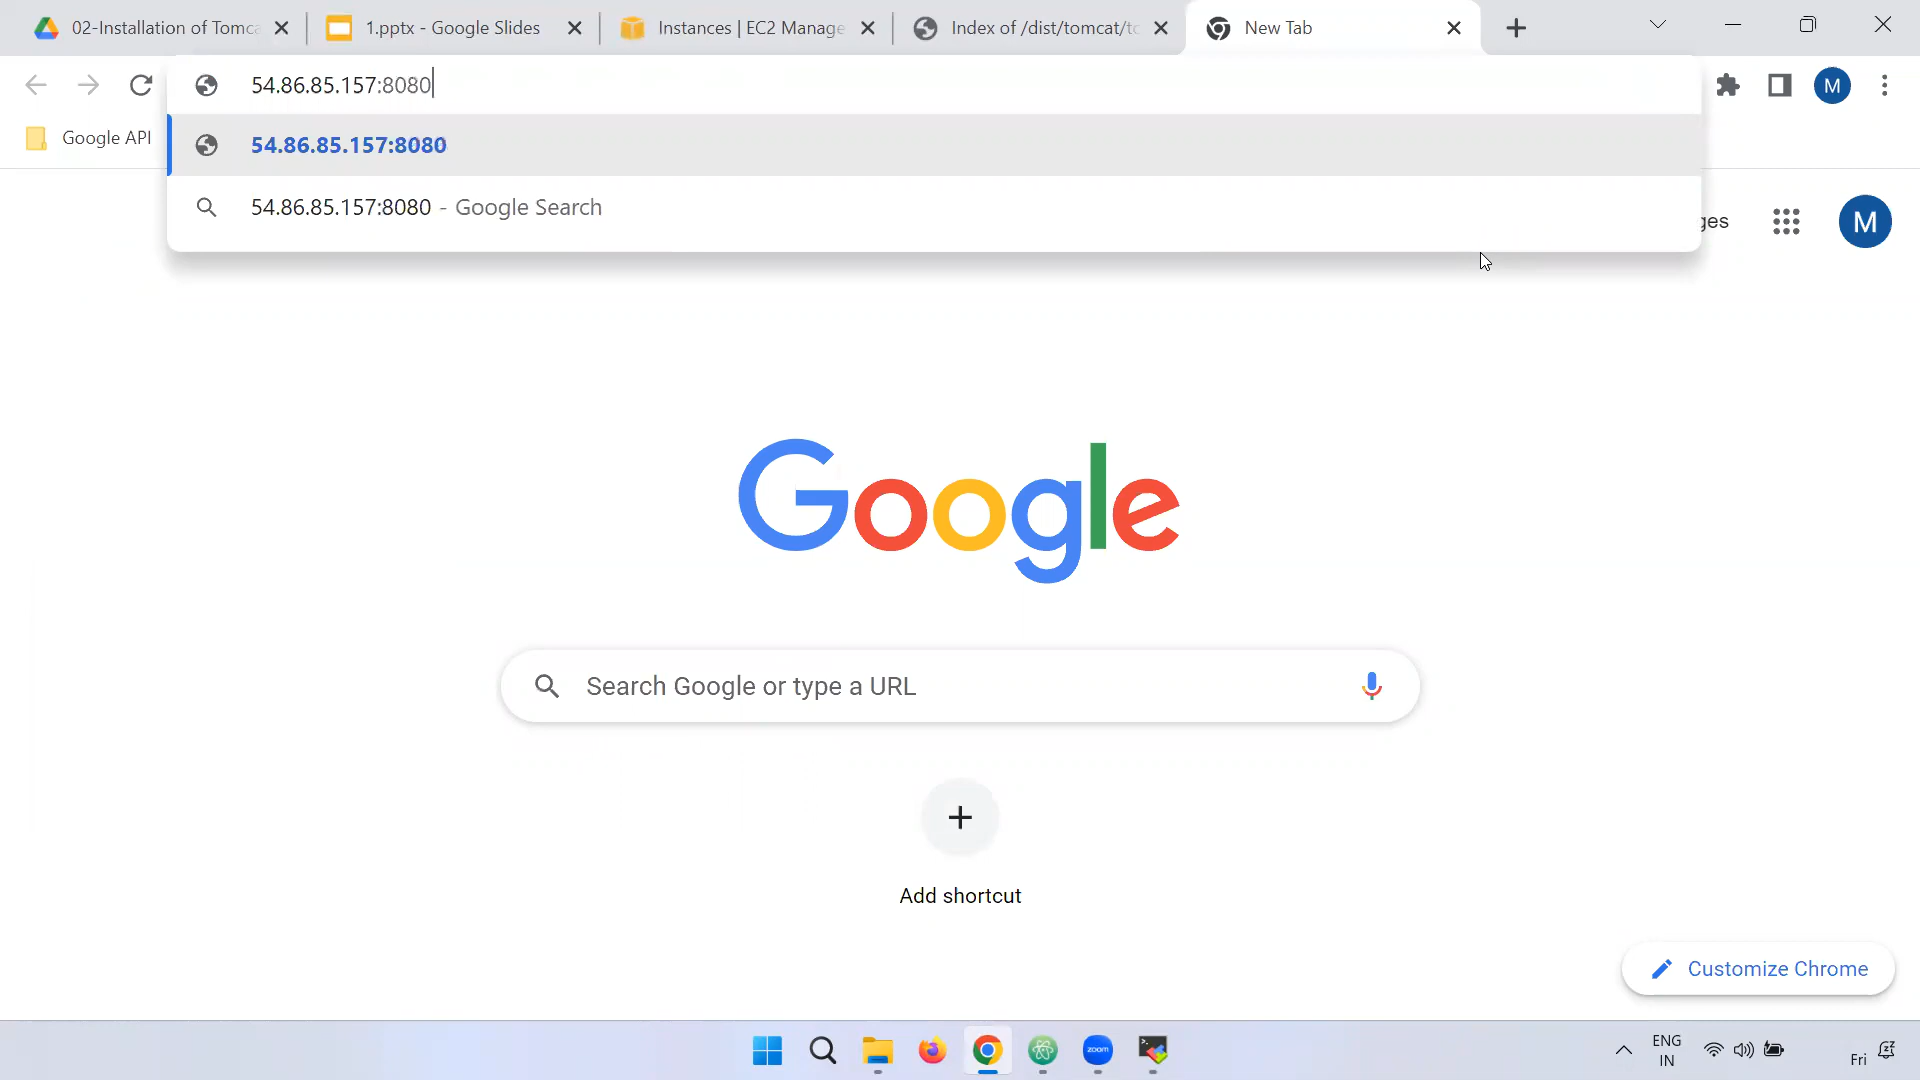 02-Installation of Tomca
1.pptx - Google Slides
Instances | EC2 Manage
Index of /dist/tomcat/to
New Tab
54.86.85.157:8080
M
Google API
54.86.85.157:8080
54.86.85.157:8080 - Google Search
ges
M
Google
Search Google or type a URL
Add shortcut
Customize Chrome
zoom
ENG
IN
Fri